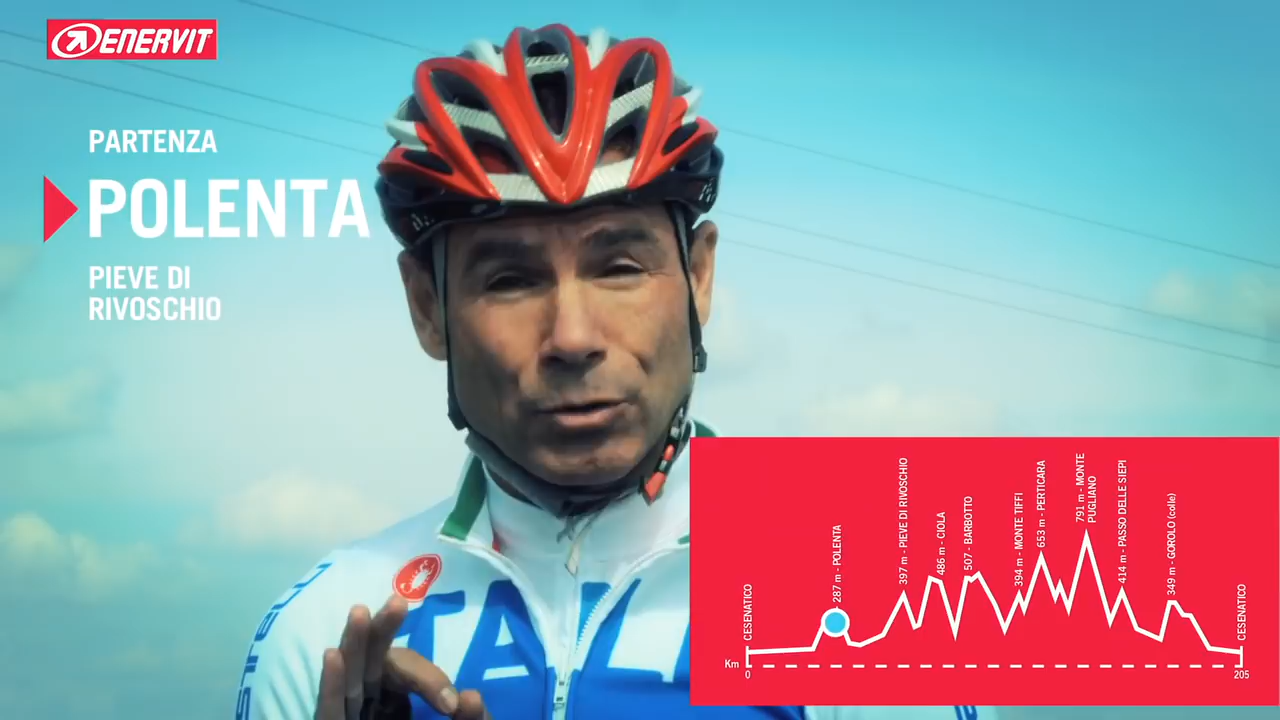 ENERVIT
PARTENZA
POLENTA
PIEVE DI
RIVOSCHIO
ITALI
CESENATICO
287 m - POLENTA
397 m - PIEVE DI RIVOSCHIO
486 m - CIOLA
507 - BARBOTTO
394 m - MONTE TIFFI
653 m - PERTICARA
791 m - MONTE
PUGLIANO
414 m - PASSO DELLE SIEPI
349 m - GOROLO (colle)
CESENATICO
Km
0
205